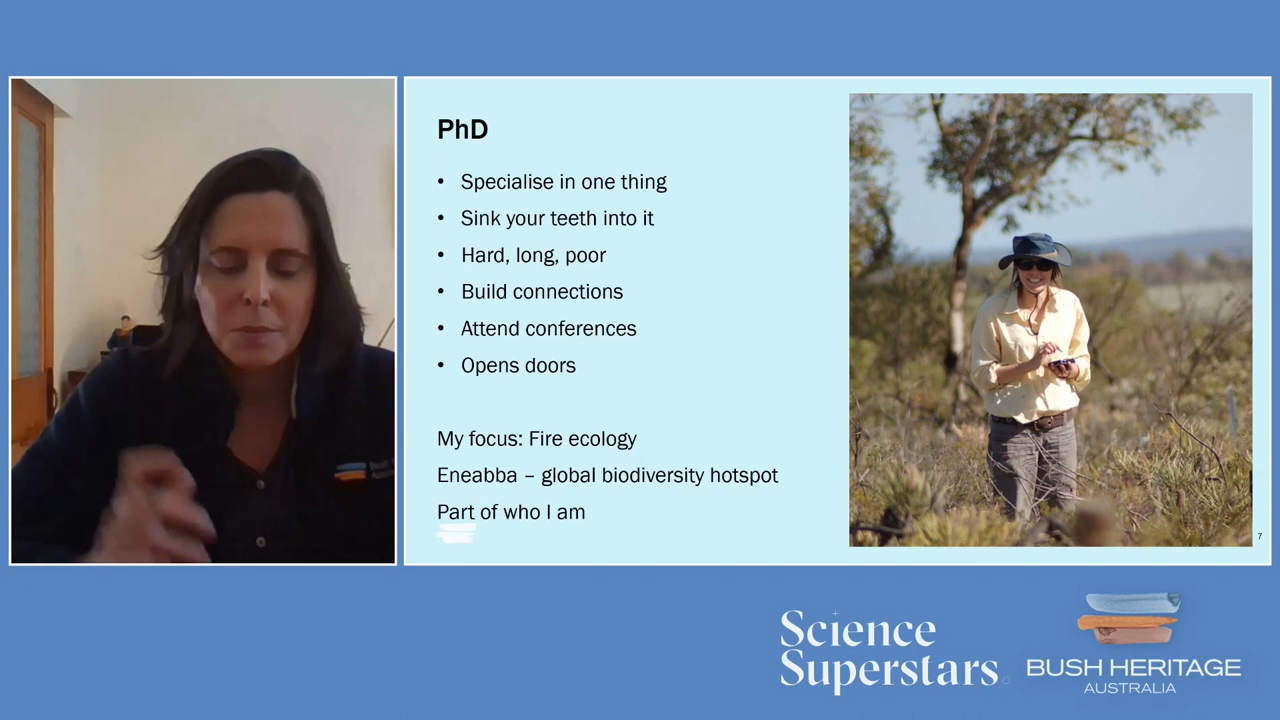 PhD
• Specialise in one thing
• Sink your teeth into it
• Hard, long, poor
• Build connections
• Attend conferences
• Opens doors
My focus: Fire ecology
Eneabba – global biodiversity hotspot
Part of who I am
7
Science
Superstars.
BUSH HERITAGE
AUSTRALIA